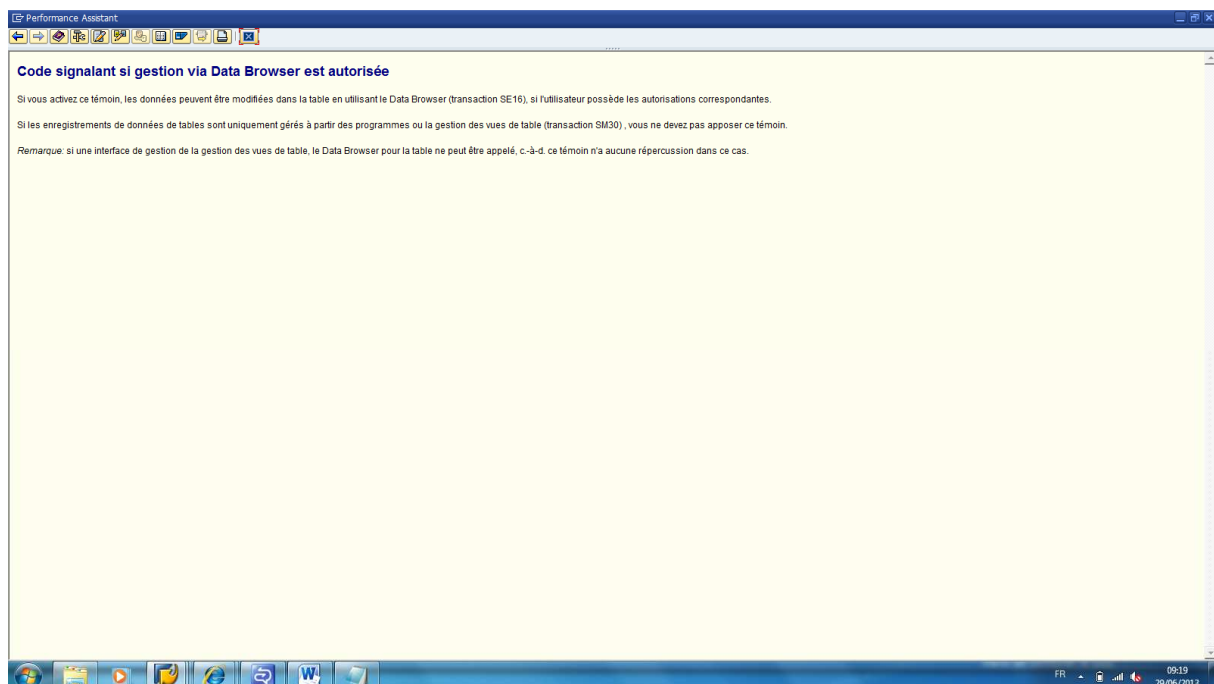 Performance Assistant
Code signalant si gestion via Data Browser est autorisée
Si vous activez ce témoin, les données peuvent être modifiées dans la table en utilisant le Data Browser (transaction SE16), si l'utilisateur possède les autorisations correspondantes.
Si les enregistrements de données de tables sont uniquement gérés à partir des programmes ou la gestion des vues de table (transaction SM30) , vous ne devez pas apposer ce témoin.
Remarque: si une interface de gestion de la gestion des vues de table, le Data Browser pour la table ne peut être appelé, c.-à-d. ce témoin n'a aucune répercussion dans ce cas.
FR
09:19
29/06/2013